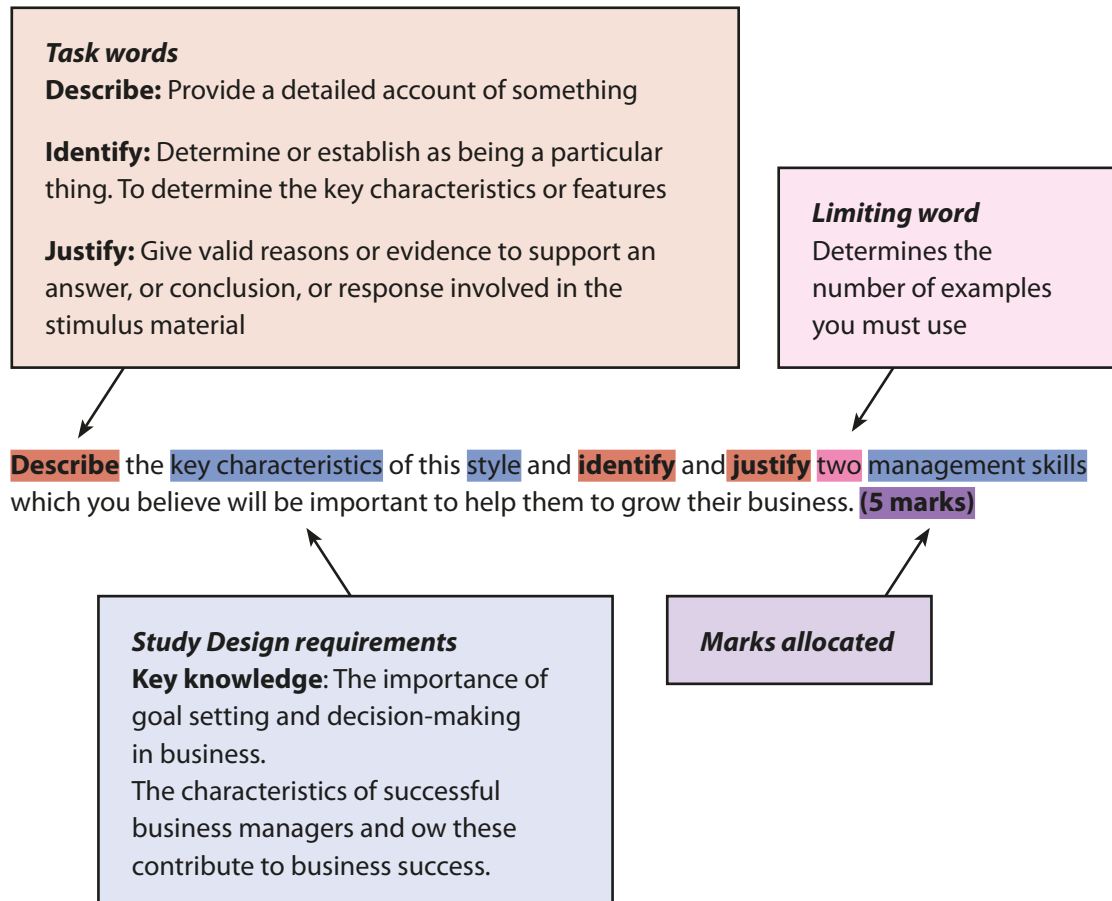 Task words
Describe: Provide a detailed account of something
Identify: Determine or establish as being a particular
thing. To determine the key characteristics or features
Justify: Give valid reasons or evidence to support an
answer, or conclusion, or response involved in the
stimulus material
Limiting word
Determines the
number of examples
you must use
Describe the key characteristics of this style and identify and justify two management skills
which you believe will be important to help them to grow their business. (5 marks)
Study Design requirements
Key knowledge: The importance of
goal setting and decision-making
in business.
The characteristics of successful
business managers and ow these
contribute to business success.
Marks allocated